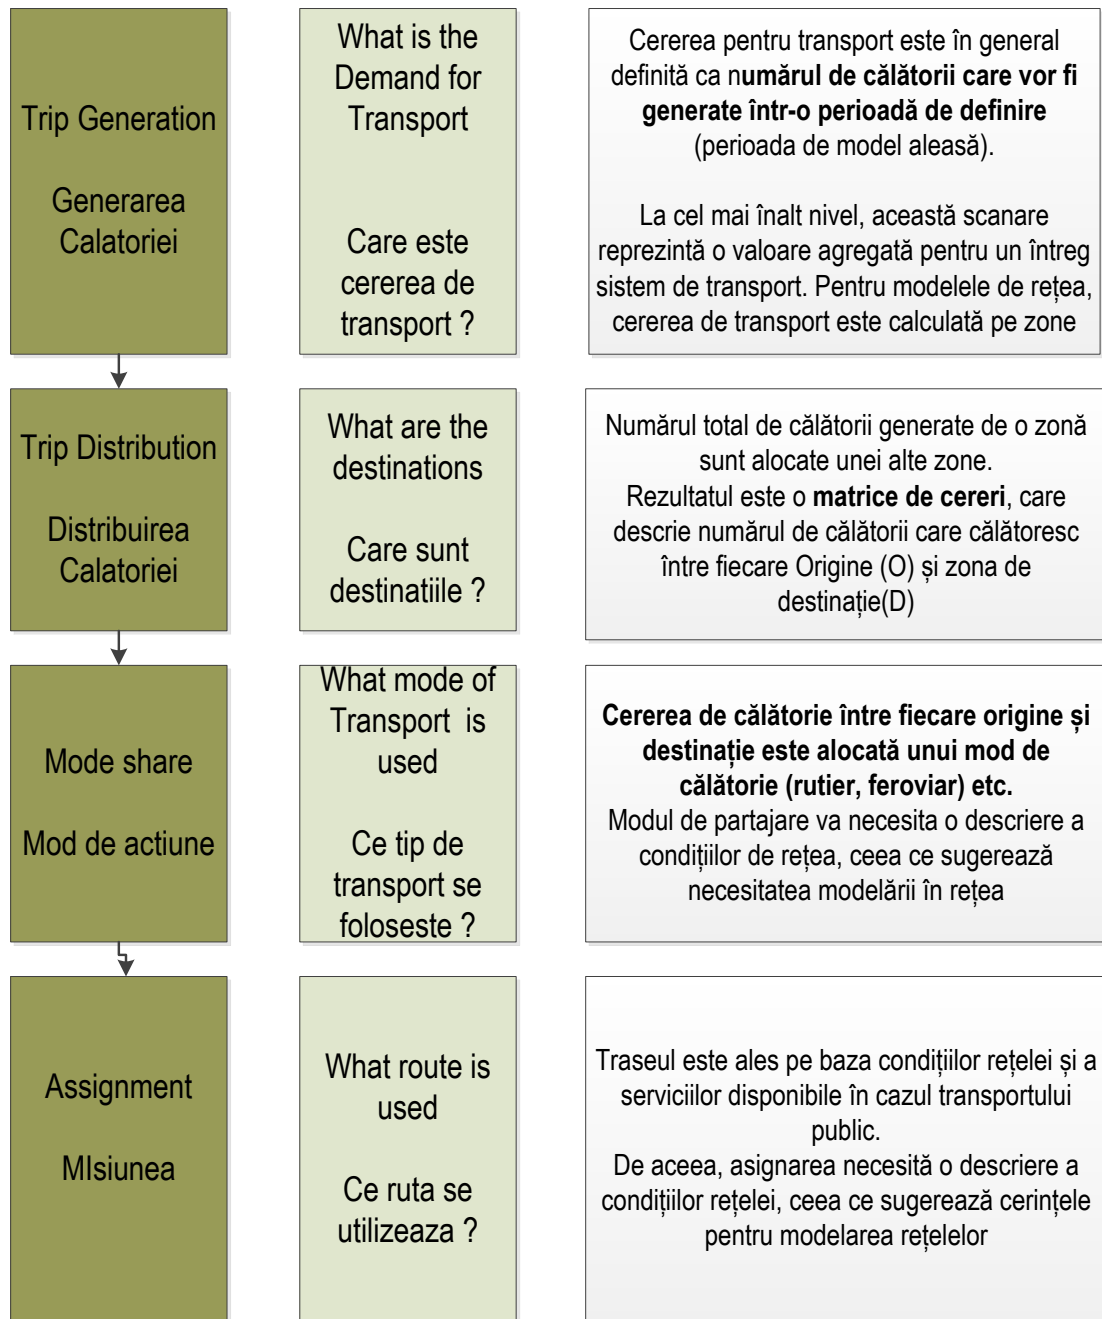 Trip Generation
Generarea
Calatoriei
What is the
Demand for
Transport
Care este
cererea de
transport ?
Cererea pentru transport este în general
definită ca numărul de călătorii care vor fi
generate într-o perioadă de definire
(perioada de model aleasă).
La cel mai înalt nivel, această scanare
reprezintă o valoare agregată pentru un întreg
sistem de transport. Pentru modelele de rețea,
cererea de transport este calculată pe zone
Trip Distribution
Distribuirea
Calatoriei
What are the
destinations
Care sunt
destinatiile ?
Numărul total de călătorii generate de o zonă
sunt alocate unei alte zone.
Rezultatul este o matrice de cereri, care
descrie numărul de călătorii care călătoresc
între fiecare Origine (O) și zona de
destinație(D)
Mode share
Mod de actiune
What mode of
Transport is
used
Ce tip de
transport se
foloseste ?
Cererea de călătorie între fiecare origine și
destinație este alocată unui mod de
călătorie (rutier, feroviar) etc.
Modul de partajare va necesita o descriere a
condițiilor de rețea, ceea ce sugerează
necesitatea modelării în rețea
Assignment
MIsiunea
What route is
used
Ce ruta se
utilizeaza ?
Traseul este ales pe baza condițiilor rețelei și a
serviciilor disponibile în cazul transportului
public.
De aceea, asignarea necesită o descriere a
condițiilor rețelei, ceea ce sugerează cerințele
pentru modelarea rețelelor